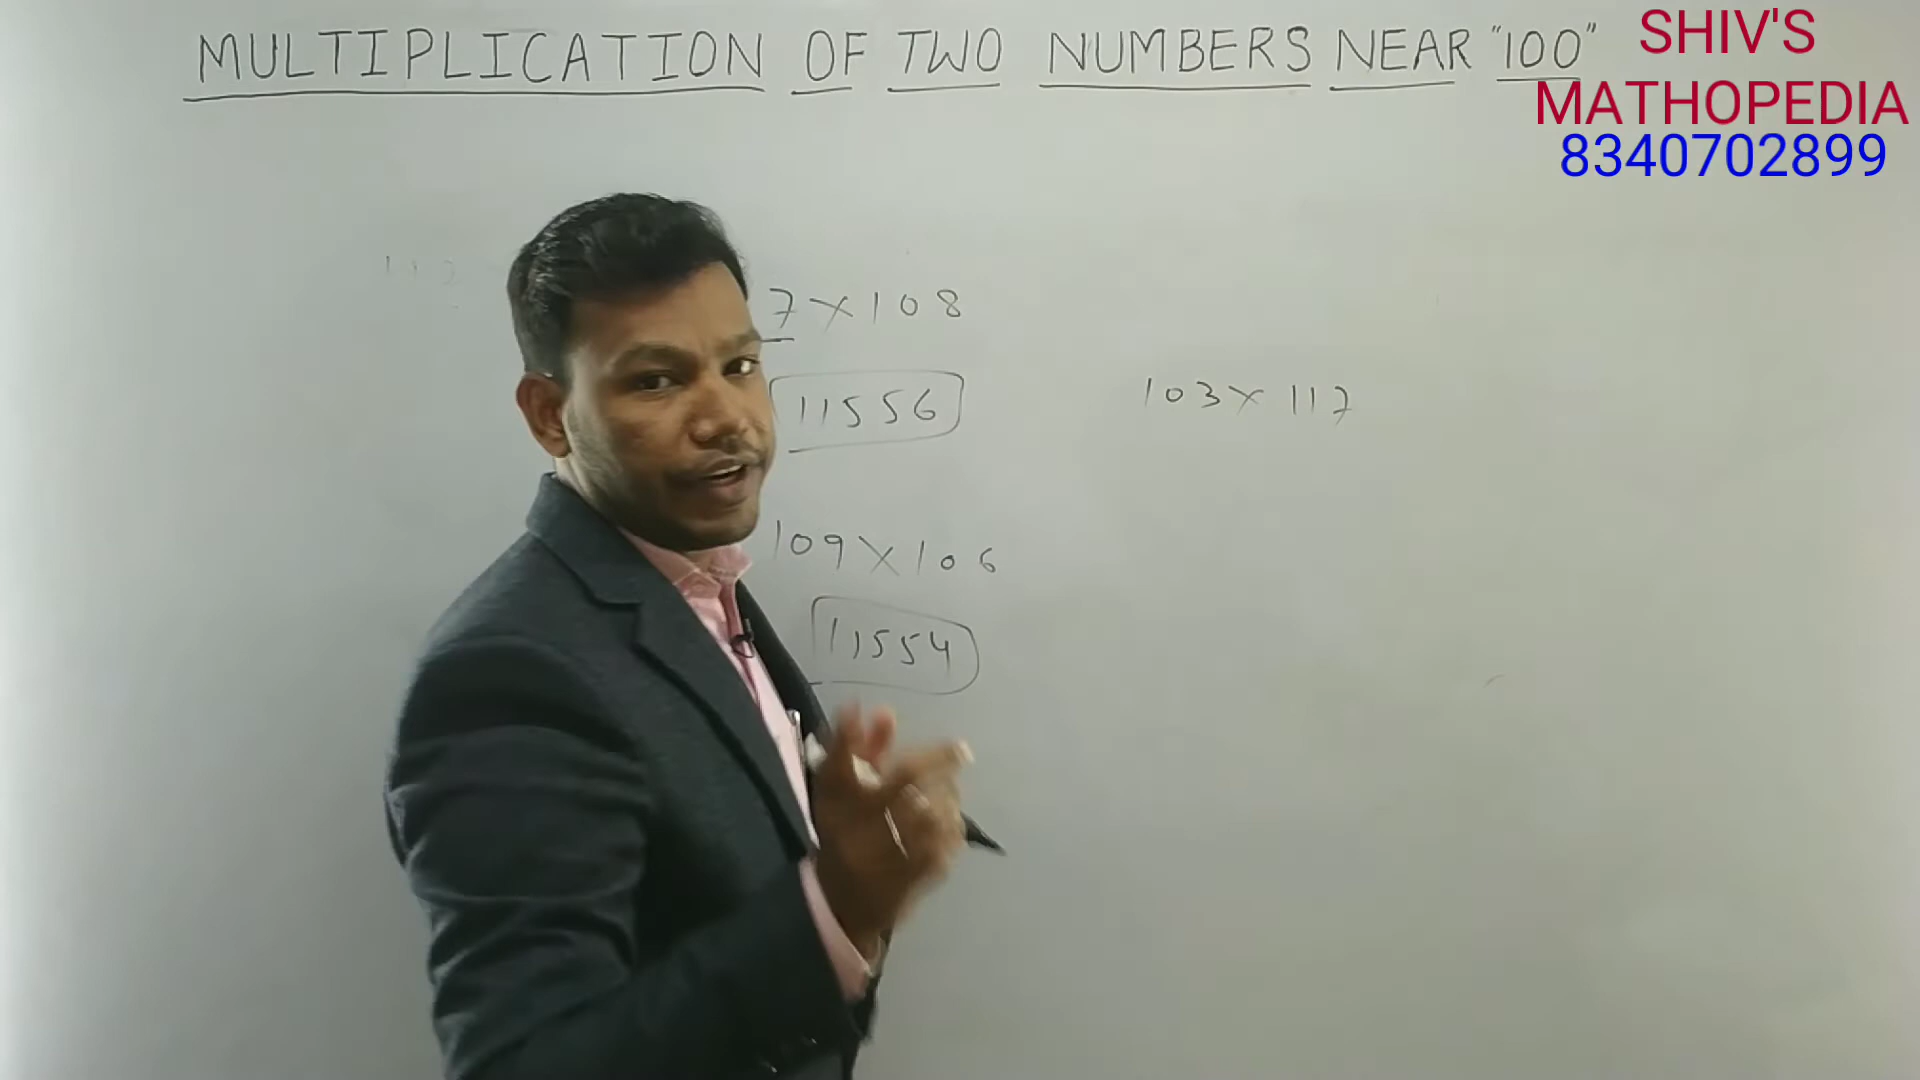 MULTIPLICATION OF TWO NUMBERS NEAR "100"
SHIV'S
MATHOPEDIA
8340702899
7 X 108
11556
103 X 117
109 X 106
11554